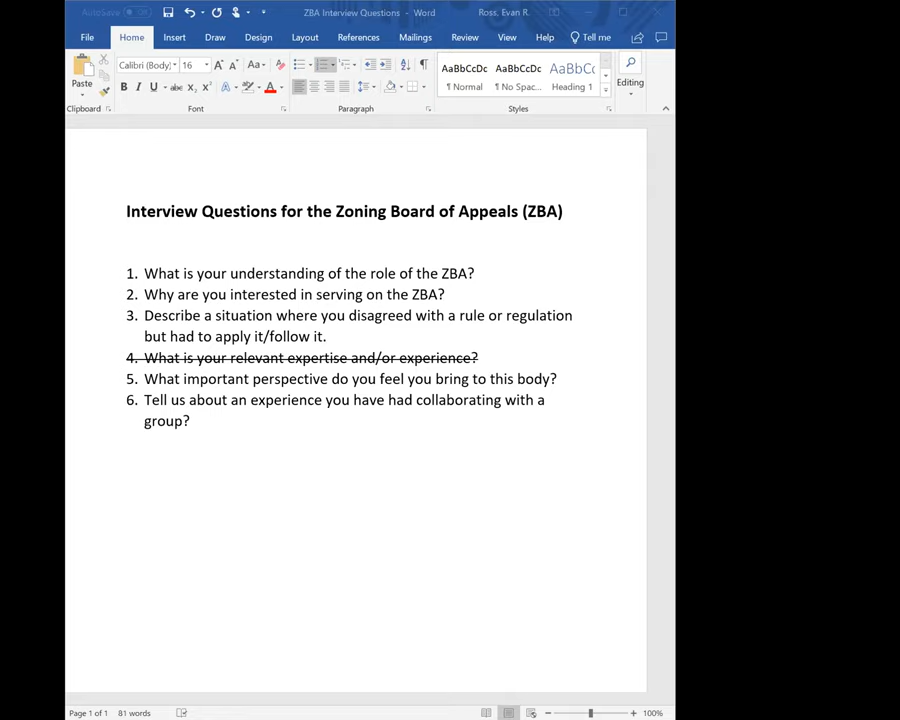 AutoSave Off ZBA Interview Questions - Word Ross, Evan R.
File Home Insert Draw Design Layout References Mailings Review View Help Tell me
Calibri (Body) 16 A A Aa A AaBbCcDc AaBbCcDc AaBbCc
Paste B I U abc X₂ X² A A ¶ Normal ¶ No Spac... Heading 1 Editing
Clipboard Font Paragraph Styles
Interview Questions for the Zoning Board of Appeals (ZBA)
1. What is your understanding of the role of the ZBA?
2. Why are you interested in serving on the ZBA?
3. Describe a situation where you disagreed with a rule or regulation
but had to apply it/follow it.
4. What is your relevant expertise and/or experience?
5. What important perspective do you feel you bring to this body?
6. Tell us about an experience you have had collaborating with a
group?
Page 1 of 1 81 words 100%